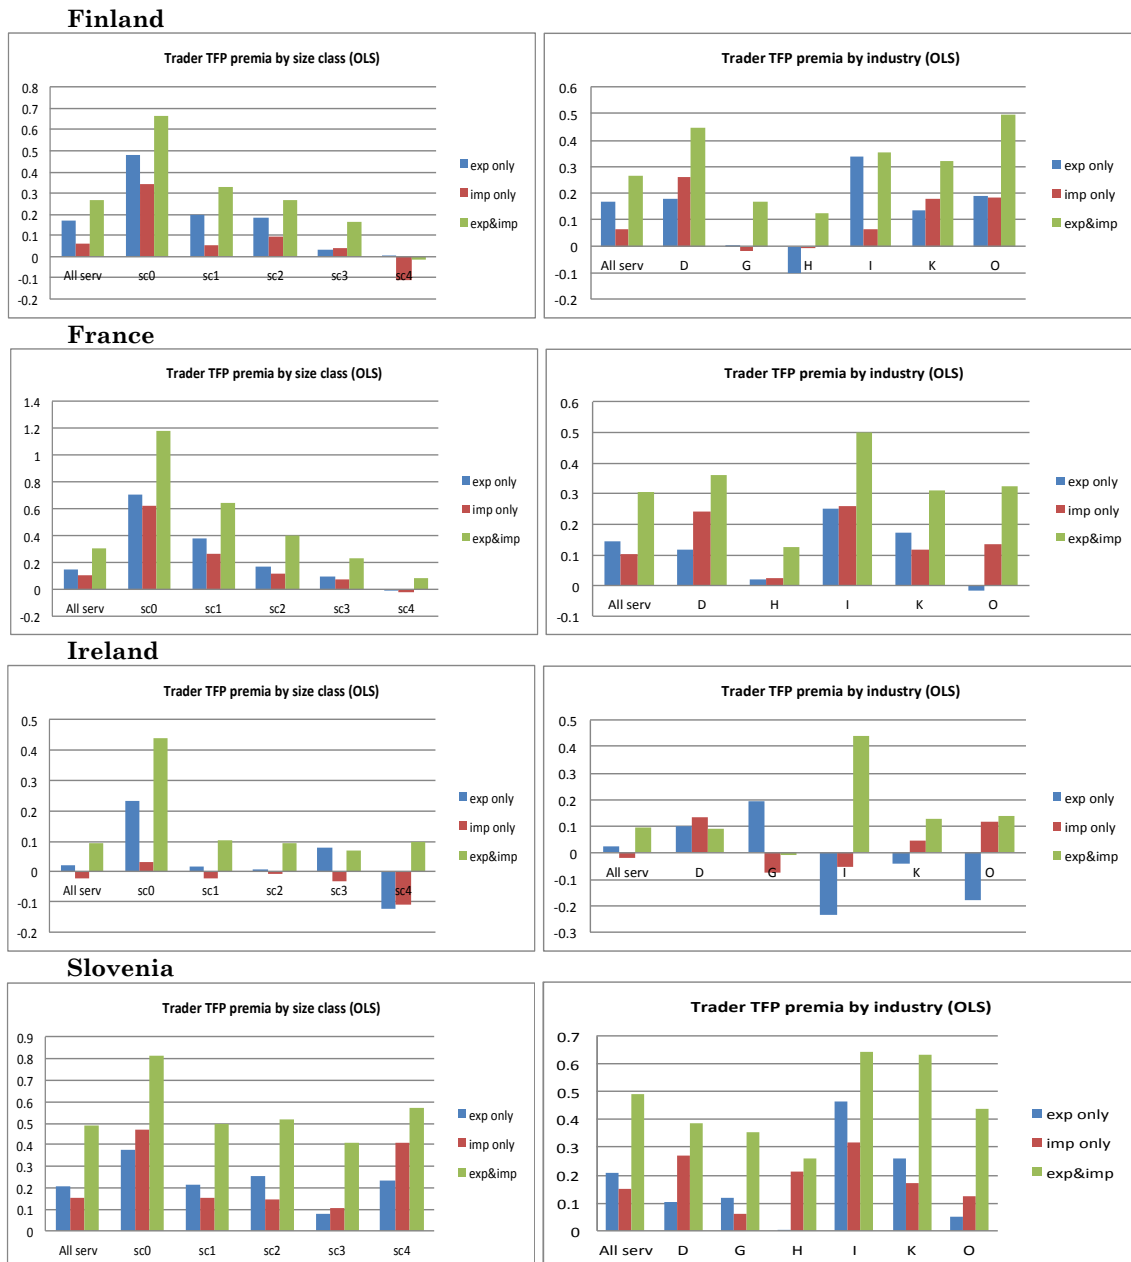 Finland
Trader TFP premia by size class (OLS)
0.8
0.7
0.6
0.5
0.4
0.3
0.2
0.1
0
-0.1
-0.2
All serv sc0 sc1 sc2 sc3 sc4
exp only
imp only
exp&imp
Trader TFP premia by industry (OLS)
0.6
0.5
0.4
0.3
0.2
0.1
0
-0.1
-0.2
All serv D G H I K O
exp only
imp only
exp&imp
France
Trader TFP premia by size class (OLS)
1.4
1.2
1
0.8
0.6
0.4
0.2
0
-0.2
All serv sc0 sc1 sc2 sc3 sc4
exp only
imp only
exp&imp
Trader TFP premia by industry (OLS)
0.6
0.5
0.4
0.3
0.2
0.1
0
-0.1
All serv D H I K O
exp only
imp only
exp&imp
Ireland
Trader TFP premia by size class (OLS)
0.5
0.4
0.3
0.2
0.1
0
-0.1
-0.2
All serv sc0 sc1 sc2 sc3 sc4
exp only
imp only
exp&imp
Trader TFP premia by industry (OLS)
0.5
0.4
0.3
0.2
0.1
0
-0.1
-0.2
-0.3
All serv D G I K O
exp only
imp only
exp&imp
Slovenia
Trader TFP premia by size class (OLS)
0.9
0.8
0.7
0.6
0.5
0.4
0.3
0.2
0.1
0
All serv sc0 sc1 sc2 sc3 sc4
exp only
imp only
exp&imp
Trader TFP premia by industry (OLS)
0.7
0.6
0.5
0.4
0.3
0.2
0.1
0
All serv D G H I K O
exp only
imp only
exp&imp